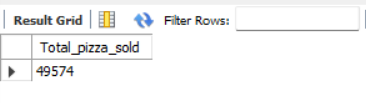 Result Grid Filter Rows:
Total_pizza_sold
49574